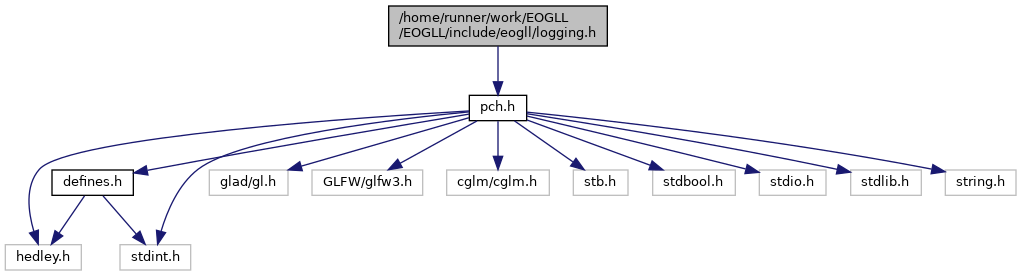 /home/runner/work/EOGLL
/EOGLL/include/eogll/logging.h
pch.h
defines.h
glad/gl.h
GLFW/glfw3.h
cglm/cglm.h
stb.h
stdbool.h
stdio.h
stdlib.h
string.h
hedley.h
stdint.h